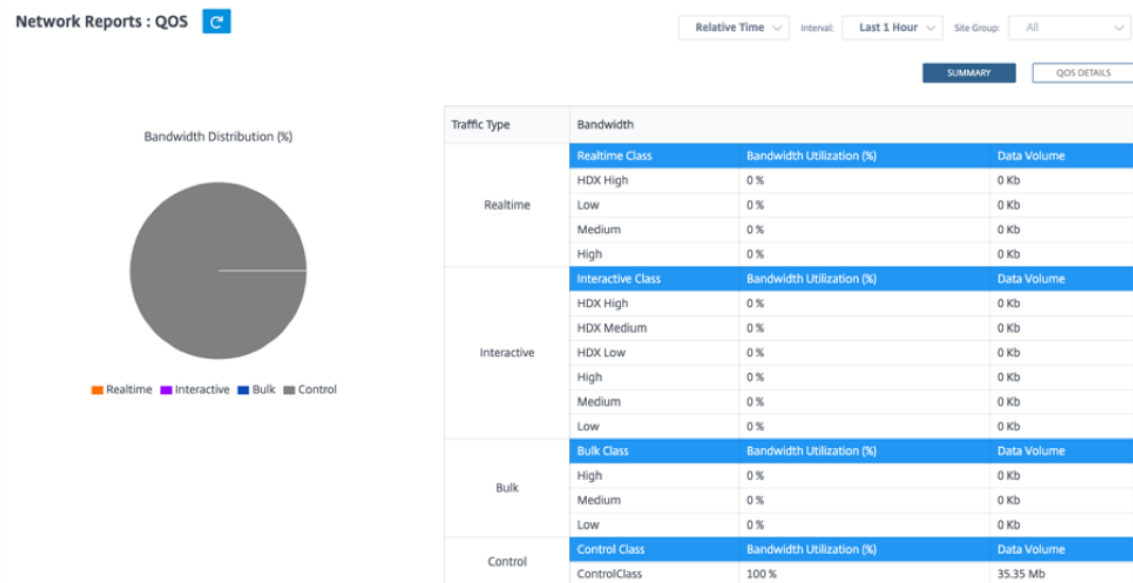 Network Reports : QOS
Relative Time Interval: Last 1 Hour Site Group: All
SUMMARY QOS DETAILS
Bandwidth Distribution (%)
Realtime Interactive Bulk Control
Traffic Type Bandwidth
Realtime
Realtime Class Bandwidth Utilization (%) Data Volume
HDX High 0 % 0 Kb
Low 0 % 0 Kb
Medium 0 % 0 Kb
High 0 % 0 Kb
Interactive
Interactive Class Bandwidth Utilization (%) Data Volume
HDX High 0 % 0 Kb
HDX Medium 0 % 0 Kb
HDX Low 0 % 0 Kb
High 0 % 0 Kb
Medium 0 % 0 Kb
Low 0 % 0 Kb
Bulk
Bulk Class Bandwidth Utilization (%) Data Volume
High 0 % 0 Kb
Medium 0 % 0 Kb
Low 0 % 0 Kb
Control
Control Class Bandwidth Utilization (%) Data Volume
ControlClass 100 % 35.35 Mb